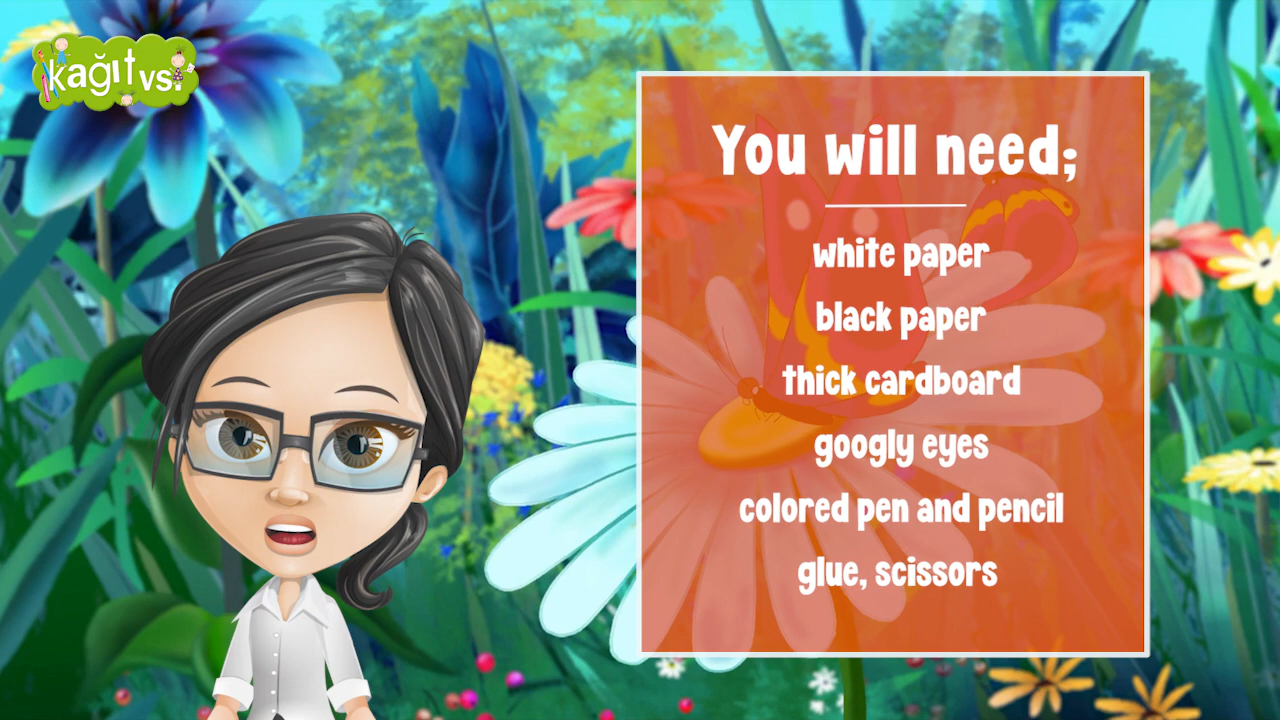 kağıt vs.
You will need;
white paper
black paper
thick cardboard
googly eyes
colored pen and pencil
glue, scissors